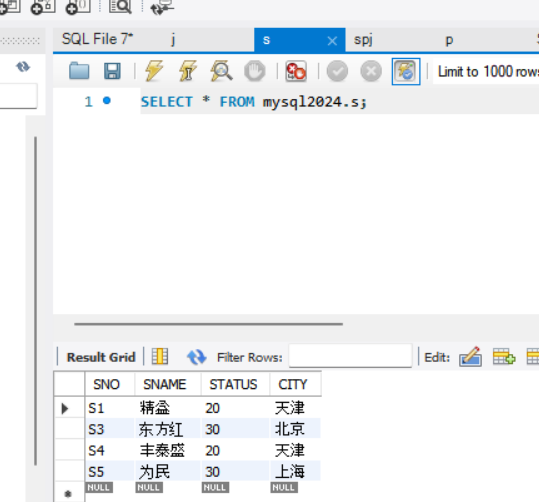 SQL File 7* j s spj p
Limit to 1000 rows
1 SELECT * FROM mysql2024.s;
Result Grid Filter Rows: Edit:
SNO SNAME STATUS CITY
S1 精益 20 天津
S3 东方红 30 北京
S4 丰泰盛 20 天津
S5 为民 30 上海
NULL NULL NULL NULL